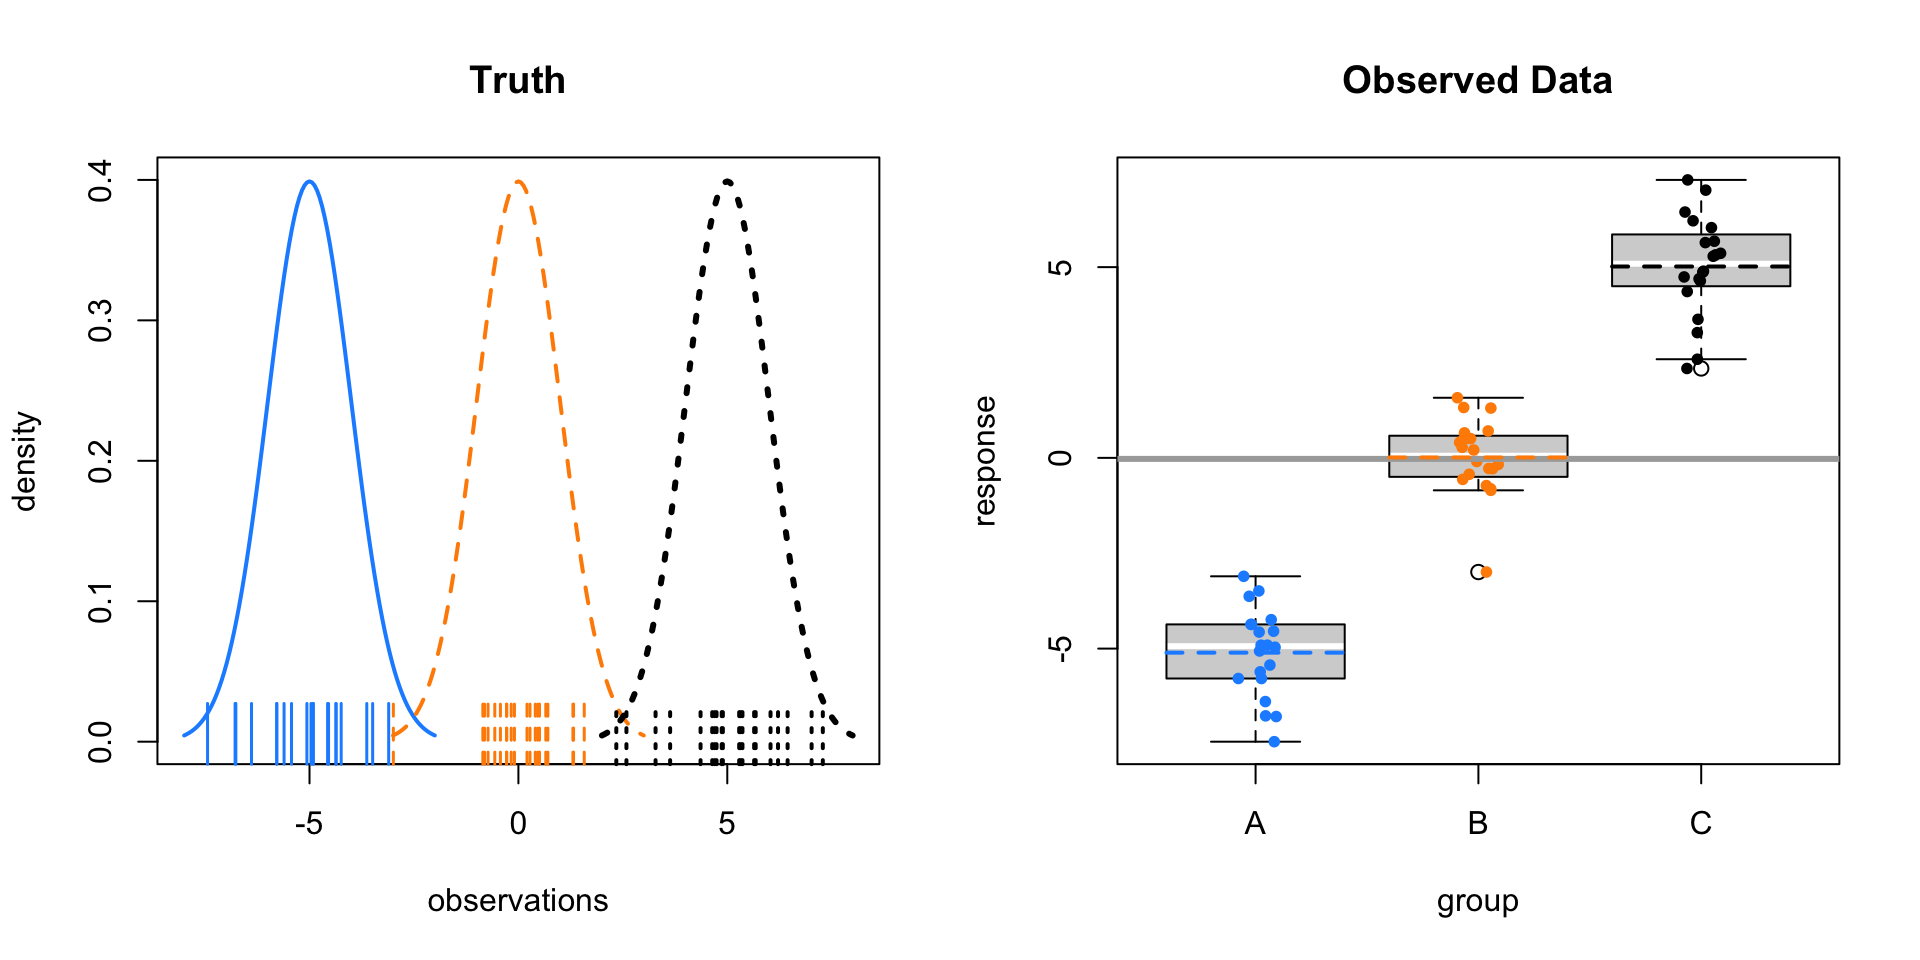 Truth
density
0.0
0.1
0.2
0.3
0.4
-5
0
5
observations
Observed Data
response
-5
0
5
A
B
C
group